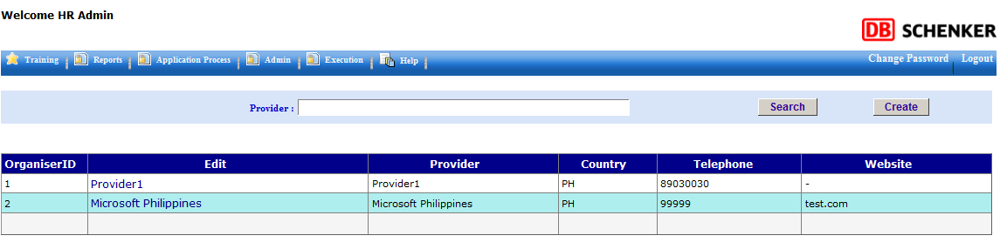 Welcome HR Admin
DB SCHENKER
Training Reports Application Process Admin Execution Help Change Password Logout
Provider : Search Create
OrganiserID Edit Provider Country Telephone Website
1 Provider1 Provider1 PH 89030030 -
2 Microsoft Philippines Microsoft Philippines PH 99999 test.com